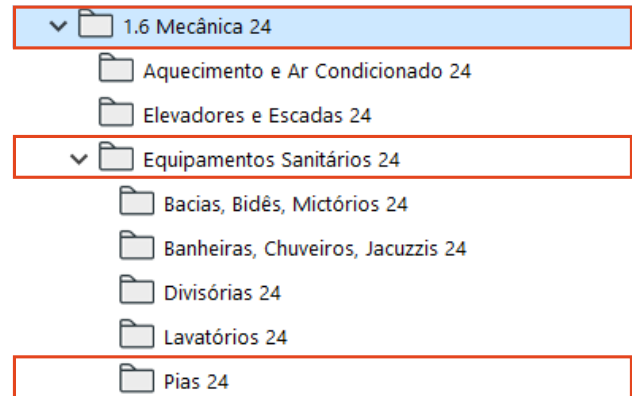 1.6 Mecânica 24
Aquecimento e Ar Condicionado 24
Elevadores e Escadas 24
Equipamentos Sanitários 24
Bacias, Bidês, Mictórios 24
Banheiras, Chuveiros, Jacuzzis 24
Divisórias 24
Lavatórios 24
Pias 24